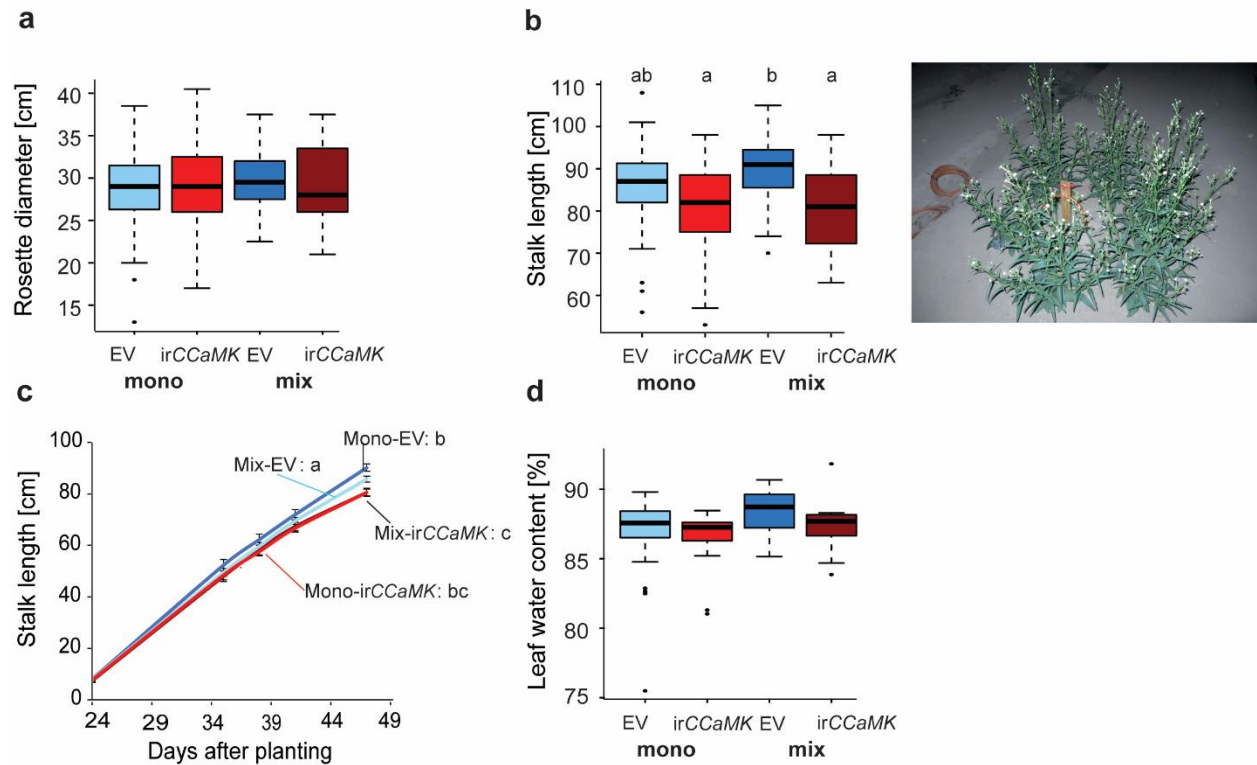 a
Rosette diameter [cm]
40
35
30
25
20
15
EV irCCaMK EV irCCaMK
mono mix
b
Stalk length [cm]
110
100
90
80
70
60
ab a b a
EV irCCaMK EV irCCaMK
mono mix
c
Stalk length [cm]
100
80
60
40
20
0
Mono-EV: b
Mix-EV: a
Mix-irCCaMK: c
Mono-irCCaMK: bc
24 29 34 39 44 49
Days after planting
d
Leaf water content [%]
90
85
90
75
EV irCCaMK EV irCCaMK
mono mix